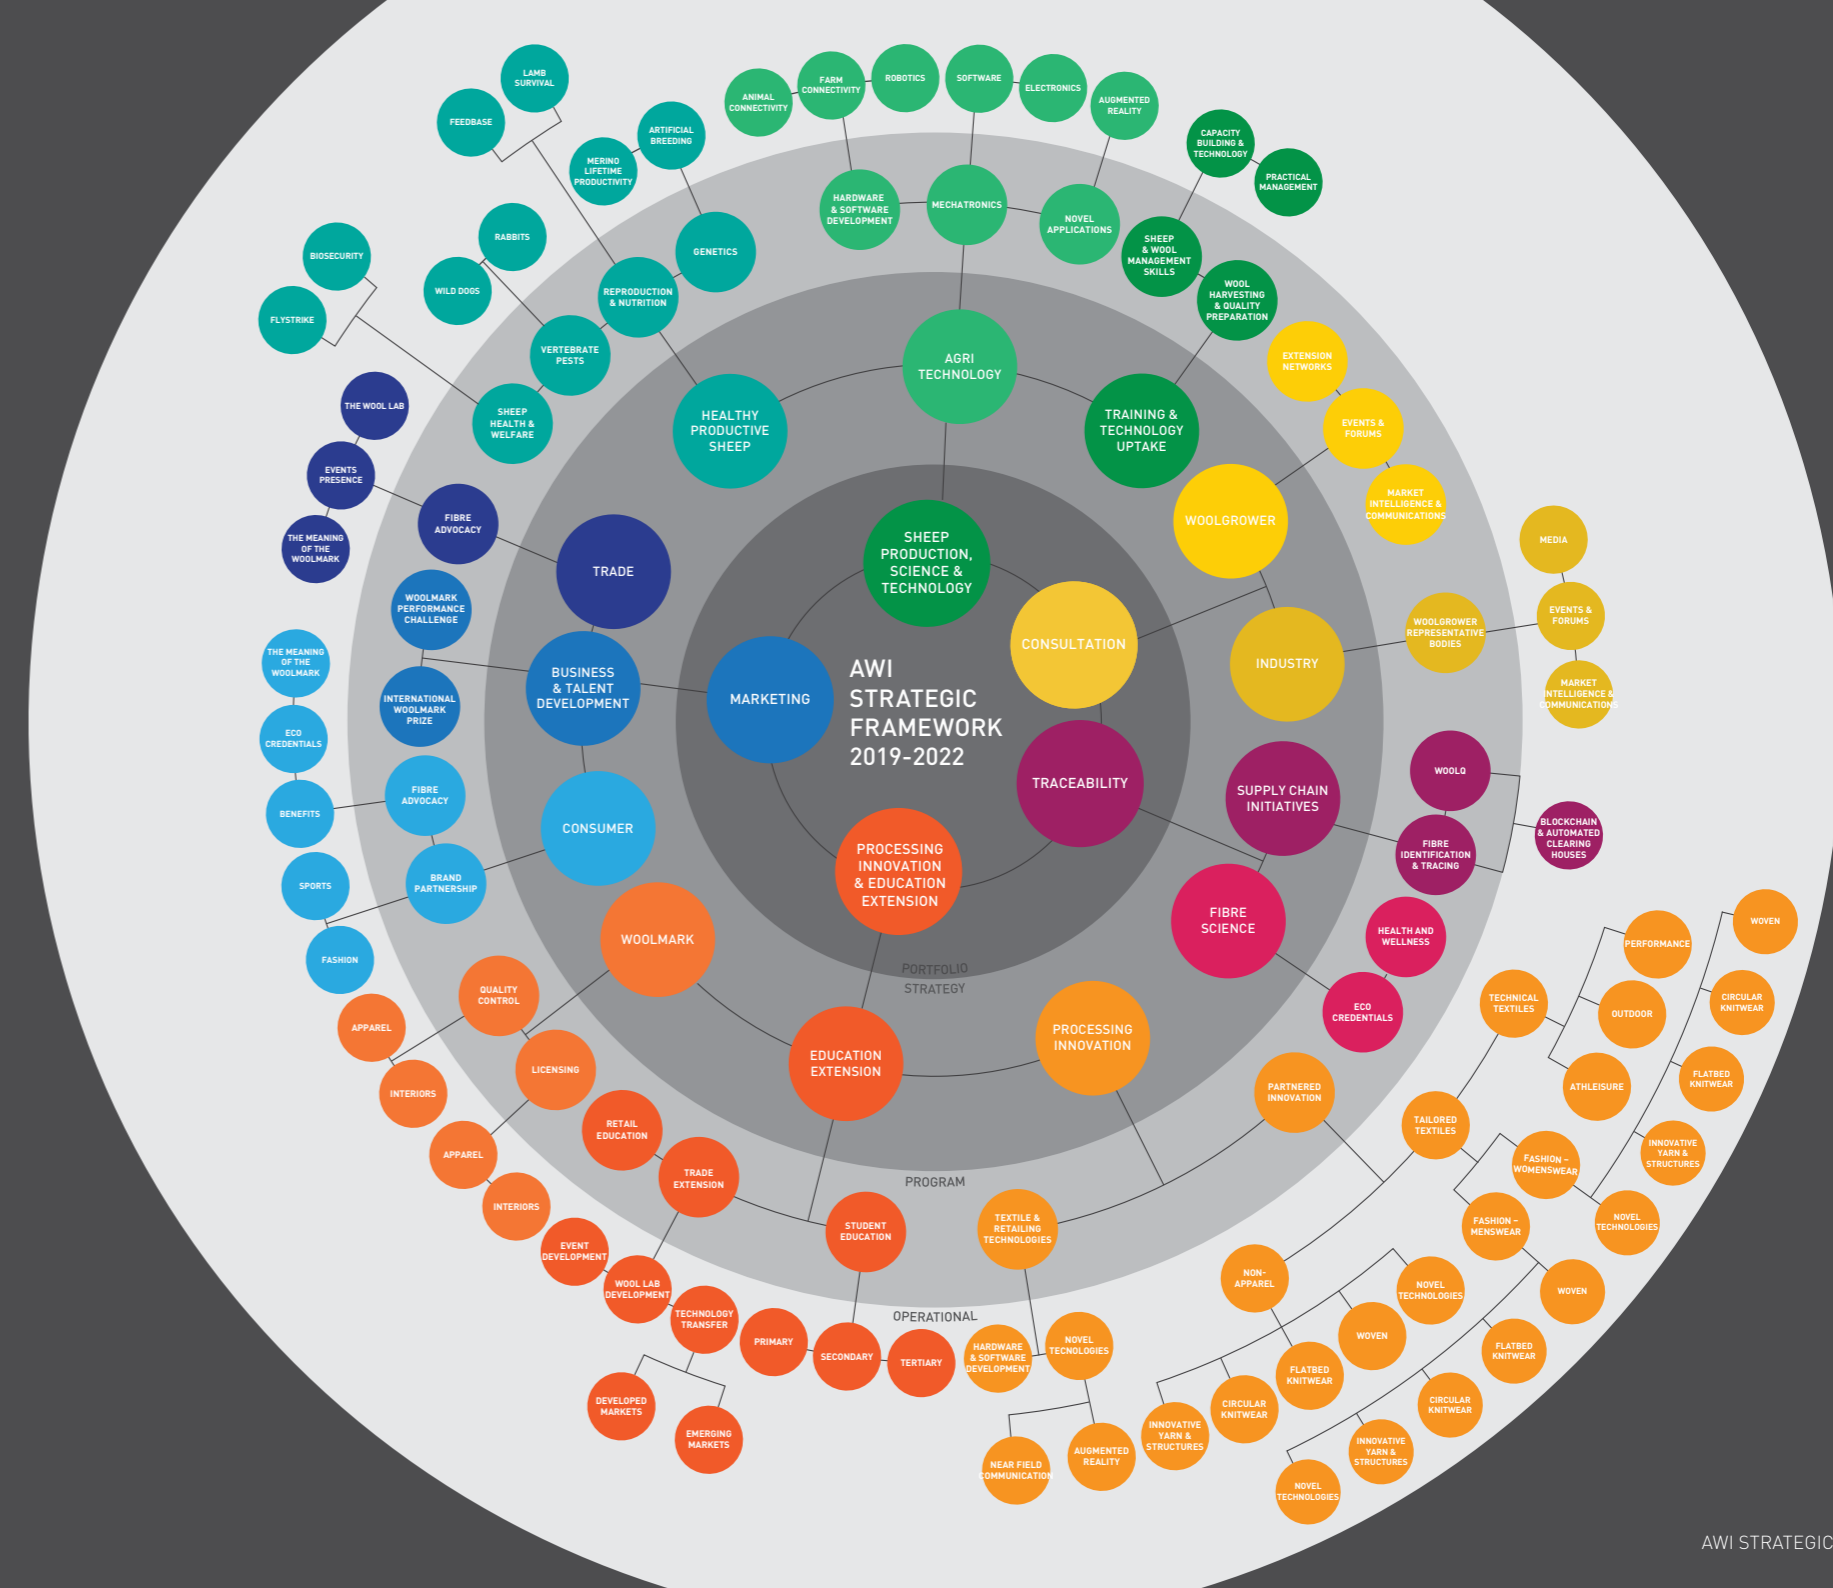 AWI
STRATEGIC
FRAMEWORK
2019-2022
SHEEP
PRODUCTION,
SCIENCE &
TECHNOLOGY
CONSULTATION
TRACEABILITY
PROCESSING
INNOVATION
& EDUCATION
EXTENSION
MARKETING
PORTFOLIO
STRATEGY
HEALTHY
PRODUCTIVE
SHEEP
AGRI
TECHNOLOGY
TRAINING &
TECHNOLOGY
UPTAKE
WOOLGROWER
INDUSTRY
SUPPLY CHAIN
INITIATIVES
FIBRE
SCIENCE
PROCESSING
INNOVATION
EDUCATION
EXTENSION
WOOLMARK
CONSUMER
BUSINESS
& TALENT
DEVELOPMENT
TRADE
PROGRAM
SHEEP
HEALTH &
WELFARE
VERTEBRATE
PESTS
REPRODUCTION
& NUTRITION
GENETICS
HARDWARE
& SOFTWARE
DEVELOPMENT
MECHATRONICS
NOVEL
APPLICATIONS
SHEEP
& WOOL
MANAGEMENT
SKILLS
WOOL
HARVESTING
& QUALITY
PREPARATION
EXTENSION
NETWORKS
EVENTS &
FORUMS
MARKET
INTELLIGENCE &
COMMUNICATIONS
WOOLGROWER
REPRESENTATIVE
BODIES
WOOLQ
FIBRE
IDENTIFICATION
& TRACING
HEALTH AND
WELLNESS
ECO
CREDENTIALS
PARTNERED
INNOVATION
TEXTILE &
RETAILING
TECHNOLOGIES
STUDENT
EDUCATION
TRADE
EXTENSION
RETAIL
EDUCATION
LICENSING
QUALITY
CONTROL
BRAND
PARTNERSHIP
FIBRE
ADVOCACY
INTERNATIONAL
WOOLMARK
PRIZE
WOOLMARK
PERFORMANCE
CHALLENGE
FIBRE
ADVOCACY
OPERATIONAL
FLYSTRIKE
BIOSECURITY
WILD DOGS
RABBITS
FEEDBASE
LAMB
SURVIVAL
MERINO
LIFETIME
PRODUCTIVITY
ARTIFICIAL
BREEDING
ANIMAL
CONNECTIVITY
FARM
CONNECTIVITY
ROBOTICS
SOFTWARE
ELECTRONICS
AUGMENTED
REALITY
CAPACITY
BUILDING &
TECHNOLOGY
PRACTICAL
MANAGEMENT
MEDIA
EVENTS &
FORUMS
MARKET
INTELLIGENCE &
COMMUNICATIONS
BLOCKCHAIN
& AUTOMATED
CLEARING
HOUSES
TECHNICAL
TEXTILES
PERFORMANCE
OUTDOOR
ATHLEISURE
TAILORED
TEXTILES
FASHION –
WOMENSWEAR
WOVEN
CIRCULAR
KNITWEAR
FLATBED
KNITWEAR
INNOVATIVE
YARN &
STRUCTURES
NOVEL
TECHNOLOGIES
FASHION –
MENSWEAR
WOVEN
FLATBED
KNITWEAR
CIRCULAR
KNITWEAR
INNOVATIVE
YARN &
STRUCTURES
NOVEL
TECHNOLOGIES
NON-
APPAREL
NOVEL
TECHNOLOGIES
WOVEN
FLATBED
KNITWEAR
CIRCULAR
KNITWEAR
INNOVATIVE
YARN &
STRUCTURES
HARDWARE
& SOFTWARE
DEVELOPMENT
NOVEL
TECNOLOGIES
NEAR FIELD
COMMUNICATION
AUGMENTED
REALITY
PRIMARY
SECONDARY
TERTIARY
EVENT
DEVELOPMENT
WOOL LAB
DEVELOPMENT
TECHNOLOGY
TRANSFER
DEVELOPED
MARKETS
EMERGING
MARKETS
APPAREL
INTERIORS
APPAREL
INTERIORS
SPORTS
FASHION
THE MEANING
OF THE
WOOLMARK
ECO
CREDENTIALS
BENEFITS
THE WOOL LAB
EVENTS
PRESENCE
THE MEANING
OF THE
WOOLMARK
AWI STRATEGIC